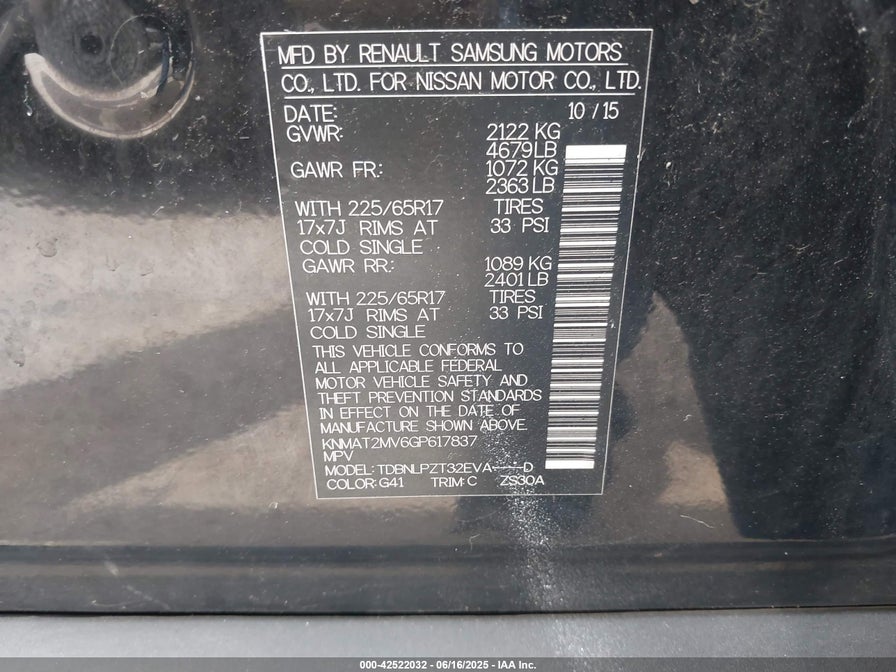 MFD BY RENAULT SAMSUNG MOTORS
CO., LTD. FOR NISSAN MOTOR CO., LTD.
DATE: 10 / 15
GVWR: 2122 KG
4679 LB
GAWR FR: 1072 KG
2363 LB
WITH 225/65R17 TIRES
17x7J RIMS AT 33 PSI
COLD SINGLE
GAWR RR: 1089 KG
2401 LB
WITH 225/65R17 TIRES
17x7J RIMS AT 33 PSI
COLD SINGLE
THIS VEHICLE CONFORMS TO
ALL APPLICABLE FEDERAL
MOTOR VEHICLE SAFETY AND
THEFT PREVENTION STANDARDS
IN EFFECT ON THE DATE OF
MANUFACTURE SHOWN ABOVE.
KNMAT2MV6GP617837
MPV
MODEL: TDBNLPZT32EVA----D
COLOR: G41 TRIM: C ZS30A
000-42522032 - 06/16/2025 - IAA Inc.